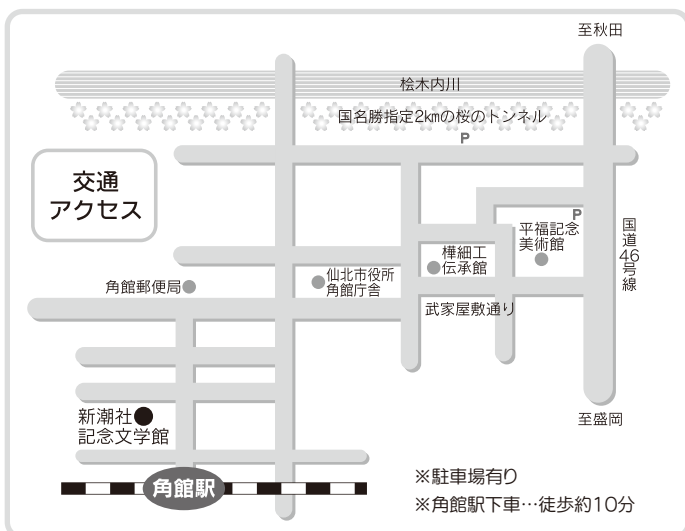 至秋田
桧木内川
国名勝指定2kmの桜のトンネル
P
交通
アクセス
P
平福記念
美術館
国道46号線
樺細工
伝承館
仙北市役所
角館庁舎
角館郵便局
武家屋敷通り
新潮社
記念文学館
至盛岡
角館駅
※駐車場有り
※角館駅下車…徒歩約10分